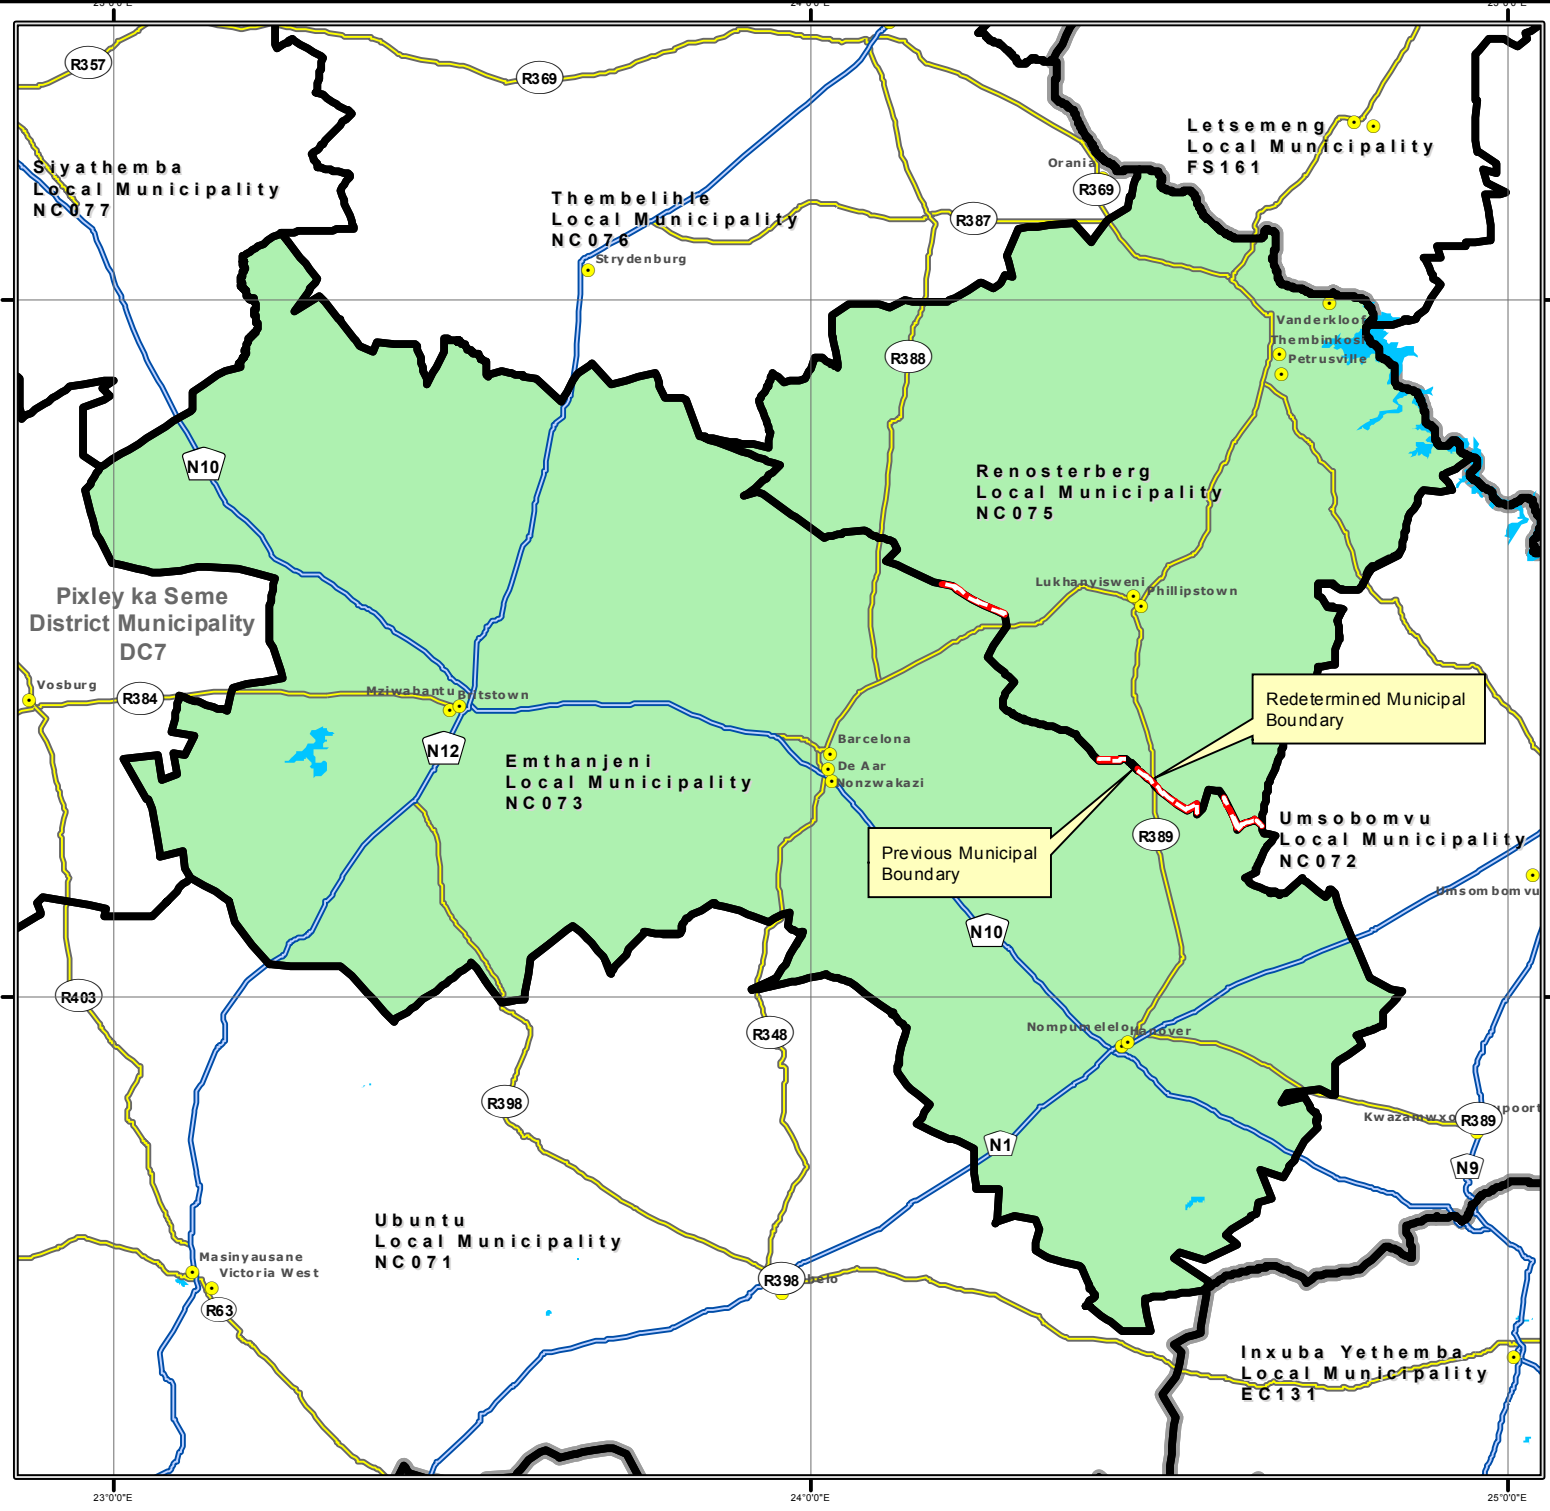 R357
R369
Siyathemba
Local Municipality
NC077
Thembelihle
Local Municipality
NC076
Strydenburg
Orania
R369
R387
Letsemeng
Local Municipality
FS161
Vanderkloof
Thembinkosi
Petrusville
R388
N10
Renosterberg
Local Municipality
NC075
Lukhanyisweni
Phillipstown
Pixley ka Seme
District Municipality
DC7
Vosburg
R384
Mziwabantu
Britstown
N12
Emthanjeni
Local Municipality
NC073
Barcelona
De Aar
Nonzwakazi
Redetermined Municipal
Boundary
Previous Municipal
Boundary
R389
Umsobomvu
Local Municipality
NC072
Umsombomvu
N10
R403
R348
Nompumelelo
Hanover
R398
N1
Kwazamwxo
poort
R389
N9
Ubuntu
Local Municipality
NC071
Masinyausane
Victoria West
R63
R398
belo
Inxuba Yethemba
Local Municipality
EC131
23°0'0"E
24°0'0"E
25°0'0"E